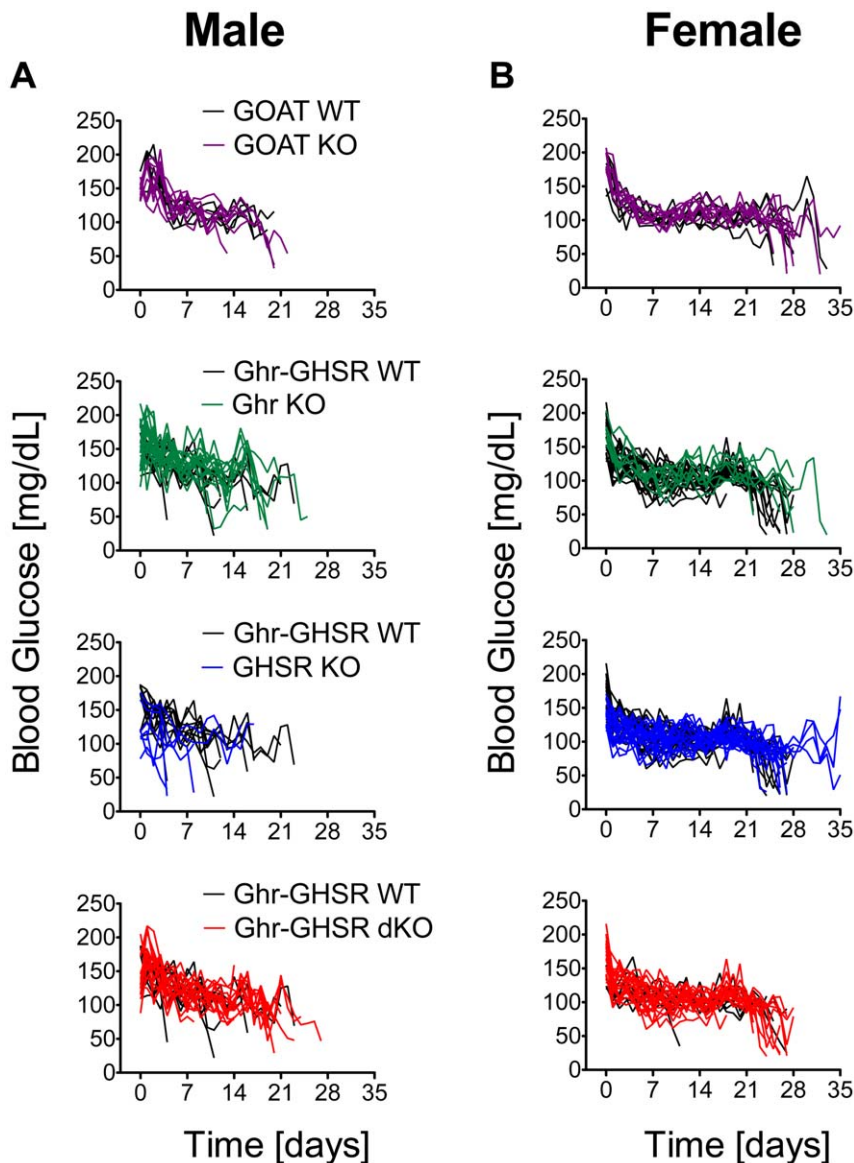 Male
Female
A
B
GOAT WT
GOAT KO
250
200
150
100
50
0
0 7 14 21 28 35
250
200
150
100
50
0
0 7 14 21 28 35
Ghr-GHSR WT
Ghr KO
250
200
150
100
50
0
0 7 14 21 28 35
250
200
150
100
50
0
0 7 14 21 28 35
Blood Glucose [mg/dL]
Blood Glucose [mg/dL]
Ghr-GHSR WT
GHSR KO
250
200
150
100
50
0
0 7 14 21 28 35
250
200
150
100
50
0
0 7 14 21 28 35
Ghr-GHSR WT
Ghr-GHSR dKO
250
200
150
100
50
0
0 7 14 21 28 35
250
200
150
100
50
0
0 7 14 21 28 35
Time [days]
Time [days]